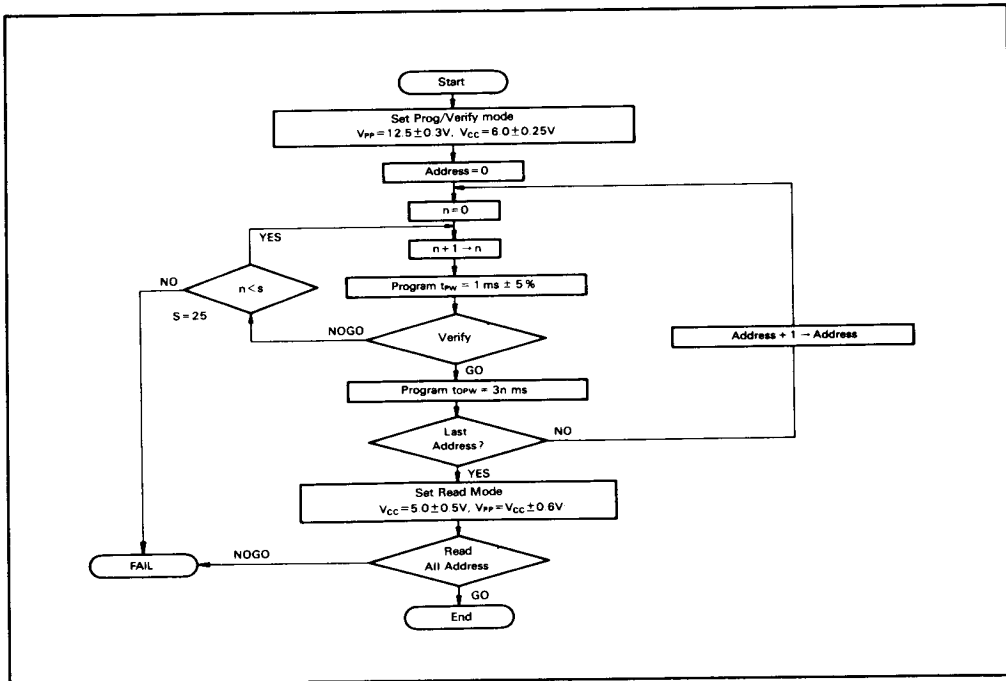 Start
Set Prog/Verify mode
VPP=12.5±0.3V, VCC=6.0±0.25V
Address=0
n=0
YES
n+1→n
NO
n<s
Program tPW = 1 ms ± 5%
S=25
NOGO
Verify
Address + 1 → Address
GO
Program tOPW = 3n ms
Last
Address?
NO
YES
Set Read Mode
VCC=5.0±0.5V, VPP=VCC±0.6V
NOGO
Read
All Address
FAIL
GO
End